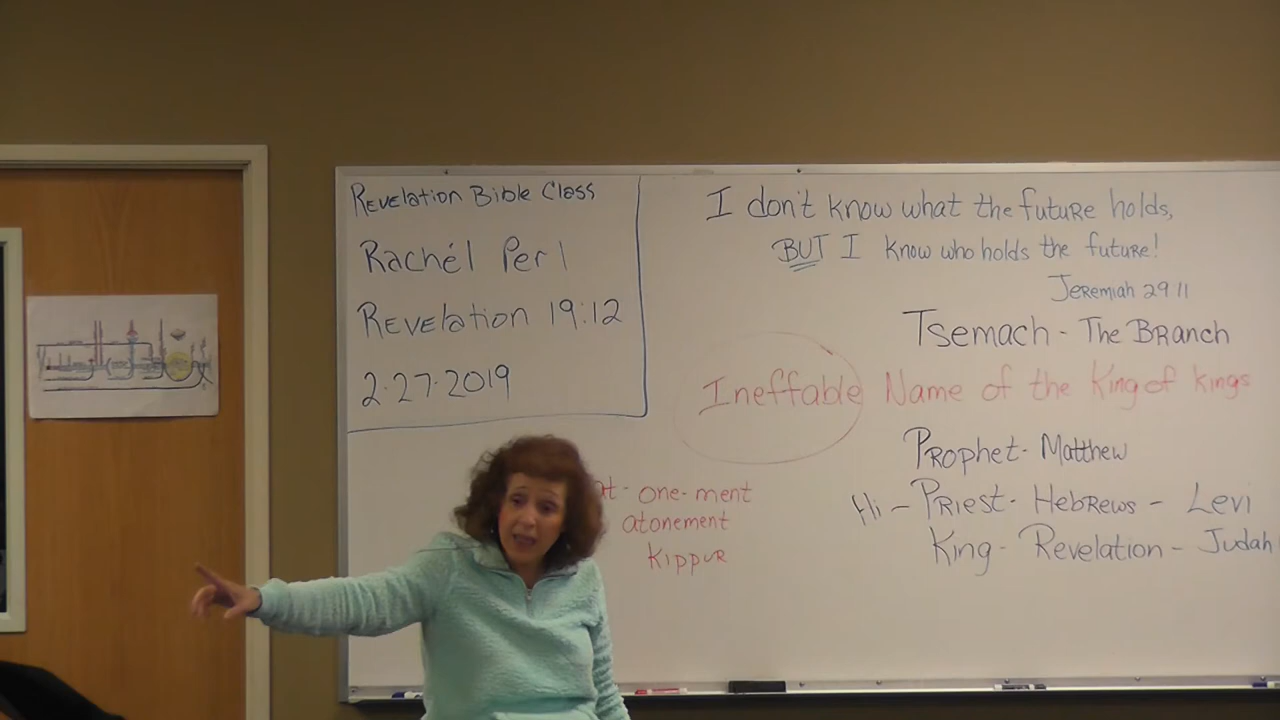 Revelation Bible Class
Rachél Perl
Revelation 19:12
2.27.2019
I don't know what the future holds,
BUT I know who holds the future!
Jeremiah 29 11
Tsemach - The Branch
Ineffable Name of the King of kings
Prophet - Matthew
Hi - Priest - Hebrews - Levi
King - Revelation - Judah
at - one - ment
atonement
Kippur